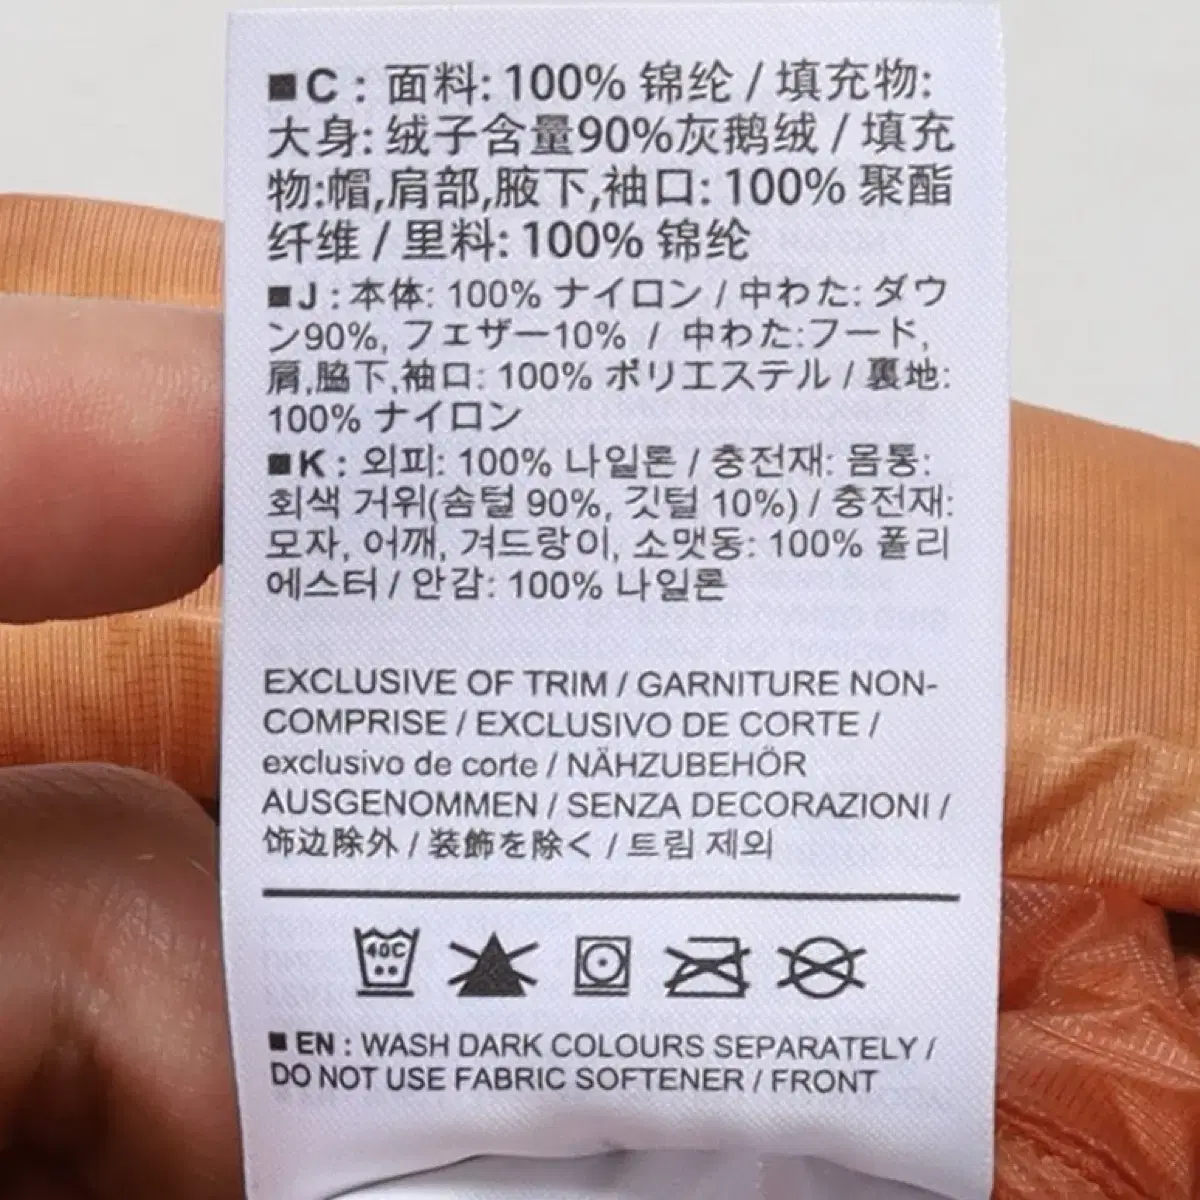 ■C : 面料: 100% 锦纶 / 填充物:
大身: 绒子含量90%灰鹅绒 / 填充
物:帽,肩部,腋下,袖口: 100% 聚酯
纤维 / 里料: 100% 锦纶
■J : 本体: 100% ナイロン / 中わた: ダウ
ン90%, フェザー10% / 中わた:フード,
肩,脇下,袖口: 100% ポリエステル / 裏地:
100% ナイロン
■K : 외피: 100% 나일론 / 충전재: 몸통:
회색 거위(솜털 90%, 깃털 10%) / 충전재:
모자, 어깨, 겨드랑이, 소맷동: 100% 폴리
에스터 / 안감: 100% 나일론
EXCLUSIVE OF TRIM / GARNITURE NON-
COMPRISE / EXCLUSIVO DE CORTE /
exclusivo de corte / NÄHZUBEHÖR
AUSGENOMMEN / SENZA DECORAZIONI /
饰边除外 / 装飾を除く / 트림 제외
40C
■ EN : WASH DARK COLOURS SEPARATELY /
DO NOT USE FABRIC SOFTENER / FRONT